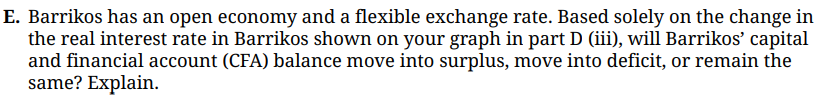 E. Barrikos has an open economy and a flexible exchange rate. Based solely on the change in
the real interest rate in Barrikos shown on your graph in part D (iii), will Barrikos’ capital
and financial account (CFA) balance move into surplus, move into deficit, or remain the
same? Explain.